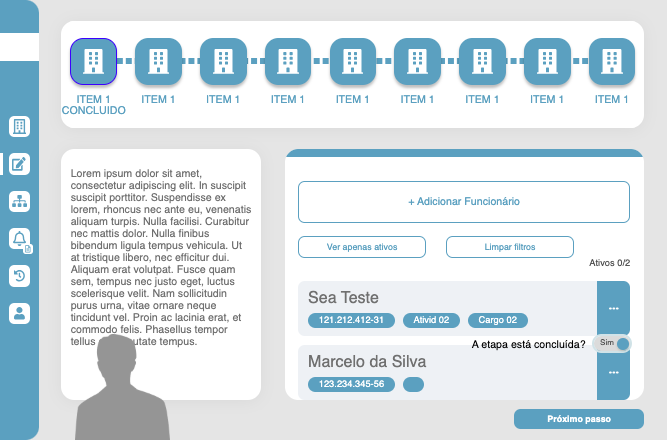 ITEM 1
CONCLUIDO
ITEM 1
ITEM 1
ITEM 1
ITEM 1
ITEM 1
ITEM 1
ITEM 1
ITEM 1
Lorem ipsum dolor sit amet,
consectetur adipiscing elit. In suscipit
suscipit porttitor. Suspendisse ex
lorem, rhoncus nec ante eu, venenatis
aliquam turpis. Nulla facilisi. Curabitur
nec mattis dolor. Nulla finibus
bibendum ligula tempus vehicula. Ut
at tristique libero, nec efficitur dui.
Aliquam erat volutpat. Fusce quam
sem, tempus nec justo eget, luctus
scelerisque velit. Nam sollicitudin
purus urna, vitae ornare neque
tincidunt vel. Proin ac lacinia erat, et
commodo felis. Phasellus tempor
tellus utate tempus.
+ Adicionar Funcionário
Ver apenas ativos
Limpar filtros
Ativos 0/2
Sea Teste
121.212.412-31
Ativid 02
Cargo 02
...
A etapa está concluída?
Sim
Marcelo da Silva
123.234.345-56
...
Próximo passo